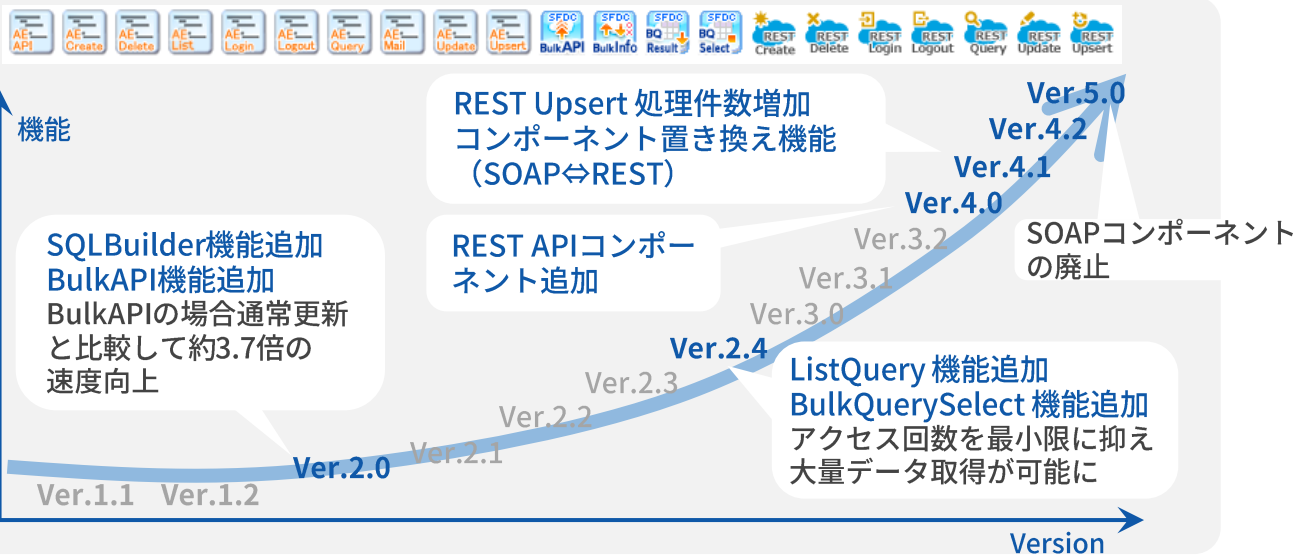 AE-API
AE-Create
AE-Delete
AE-List
AE-Login
AE-Logout
AE-Query
AE-Mail
AE-Update
AE-Upsert
SFDC
BulkAPI
SFDC
BulkInfo
SFDC
BQ
Result
SFDC
BQ
Select
REST
Create
REST
Delete
REST
Login
REST
Logout
REST
Query
REST
Update
REST
Upsert
機能
REST Upsert 処理件数増加
コンポーネント置き換え機能
（SOAP⇔REST）
Ver.5.0
Ver.4.2
Ver.4.1
Ver.4.0
SQLBuilder機能追加
BulkAPI機能追加
BulkAPIの場合通常更新
と比較して約3.7倍の
速度向上
REST APIコンポー
ネント追加
SOAPコンポーネント
の廃止
Ver.3.2
Ver.3.1
Ver.3.0
Ver.2.4
Ver.2.3
Ver.2.2
Ver.2.1
Ver.2.0
ListQuery 機能追加
BulkQuerySelect 機能追加
アクセス回数を最小限に抑え
大量データ取得が可能に
Ver.1.1
Ver.1.2
Version